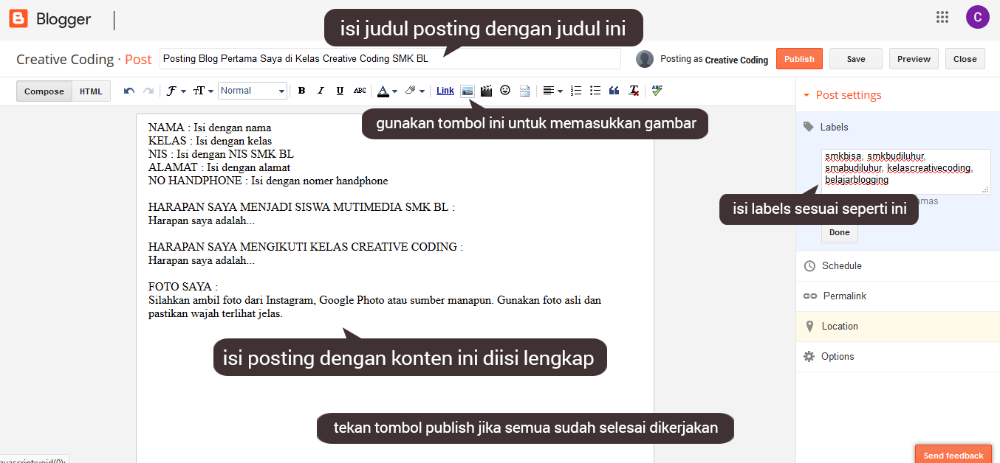 Blogger
isi judul posting dengan judul ini
C
Creative Coding · Post
Posting Blog Pertama Saya di Kelas Creative Coding SMK BL
Posting as Creative Coding
Publish
Save
Preview
Close
Compose
HTML
Normal
B
I
U
ABC
A
Link
ABC
Post settings
gunakan tombol ini untuk memasukkan gambar
NAMA : Isi dengan nama
KELAS : Isi dengan kelas
NIS : Isi dengan NIS SMK BL
ALAMAT : Isi dengan alamat
NO HANDPHONE : Isi dengan nomer handphone
HARAPAN SAYA MENJADI SISWA MUTIMEDIA SMK BL :
Harapan saya adalah...
HARAPAN SAYA MENGIKUTI KELAS CREATIVE CODING :
Harapan saya adalah...
FOTO SAYA :
Silahkan ambil foto dari Instagram, Google Photo atau sumber manapun. Gunakan foto asli dan
pastikan wajah terlihat jelas.
isi posting dengan konten ini diisi lengkap
tekan tombol publish jika semua sudah selesai dikerjakan
Labels
smkbisa, smkbudiluhur,
smabudiluhur, kelascreativecoding,
belajarblogging
isi labels sesuai seperti ini
Done
Schedule
Permalink
Location
Options
Send feedback